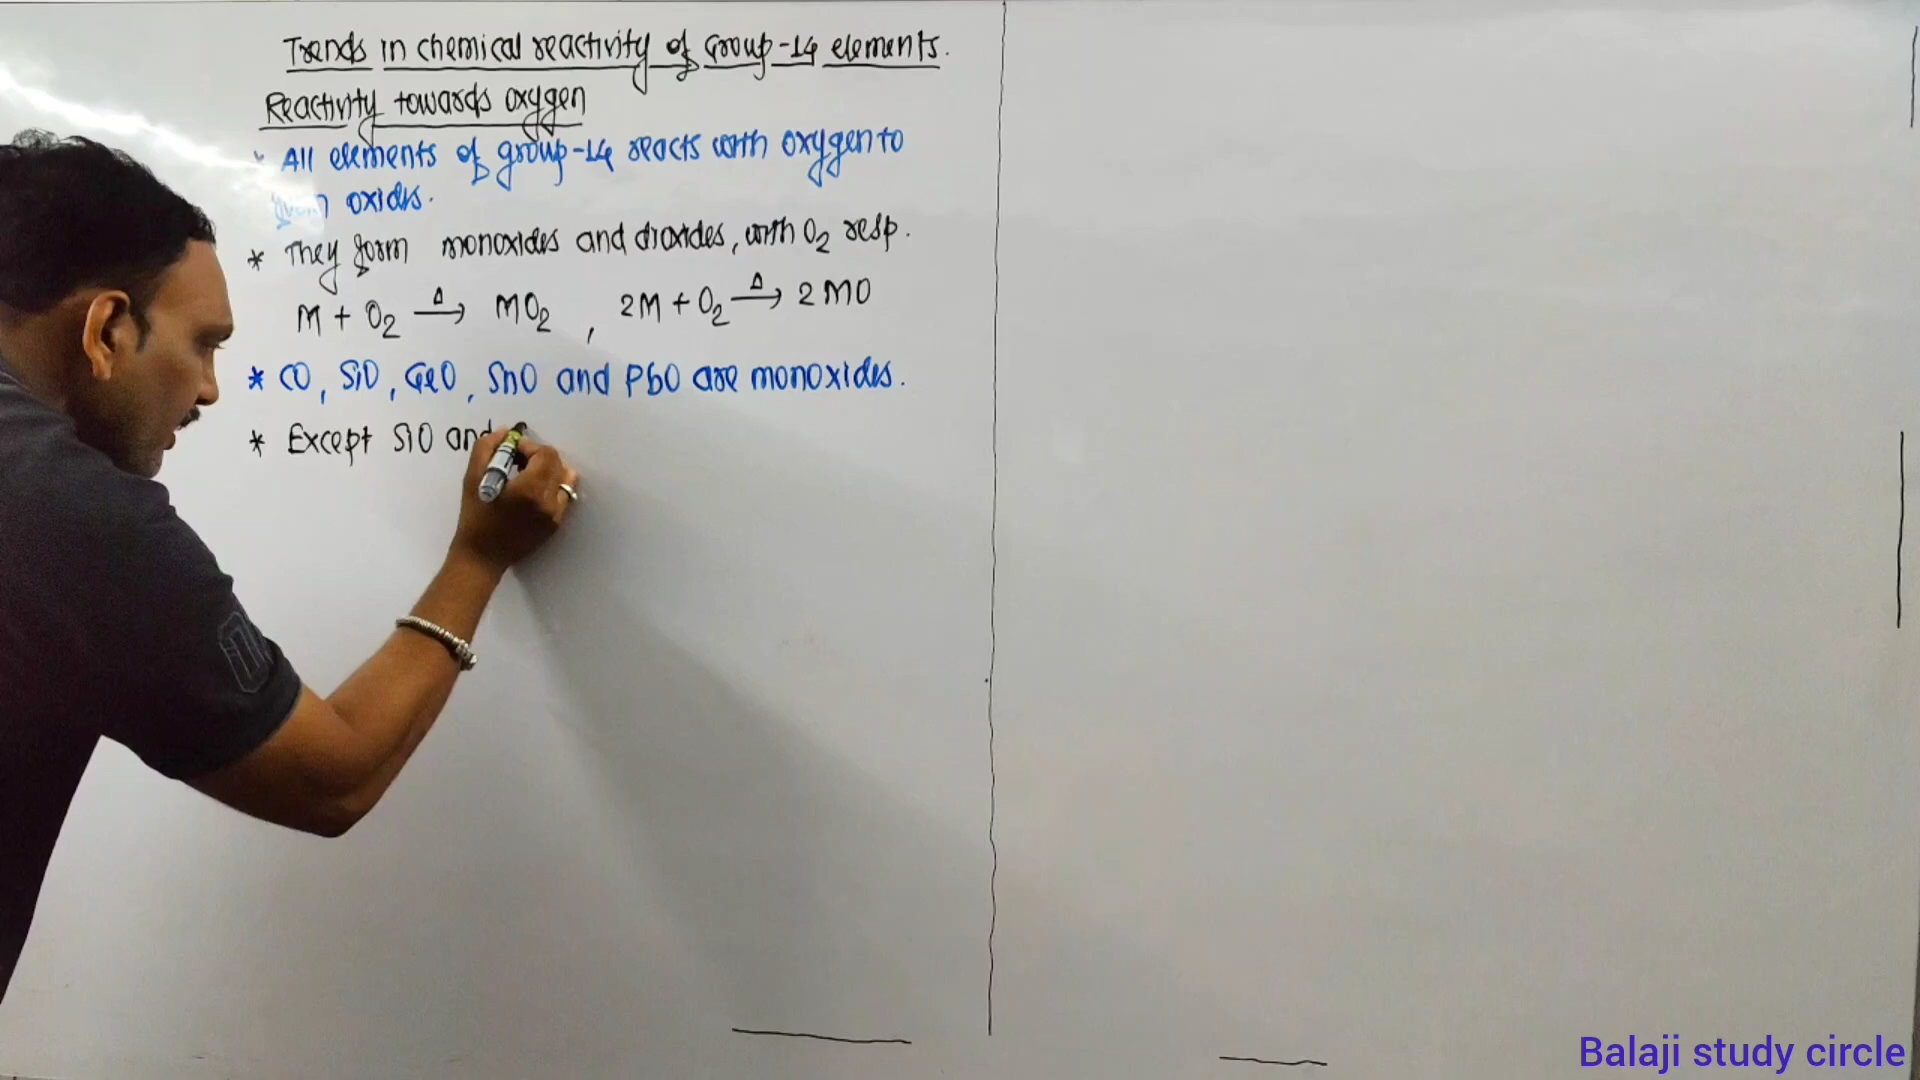 Trends in chemical reactivity of Group-14 elements.
Reactivity towards oxygen
* All elements of group-14 reacts with oxygen to
form oxides.
* They form monoxides and dioxides, with O₂ resp.
M + O₂ —Δ→ MO₂ , 2M + O₂ —Δ→ 2MO
* CO, SiO, GeO, SnO and PbO are monoxides.
* Except SiO and
Balaji study circle